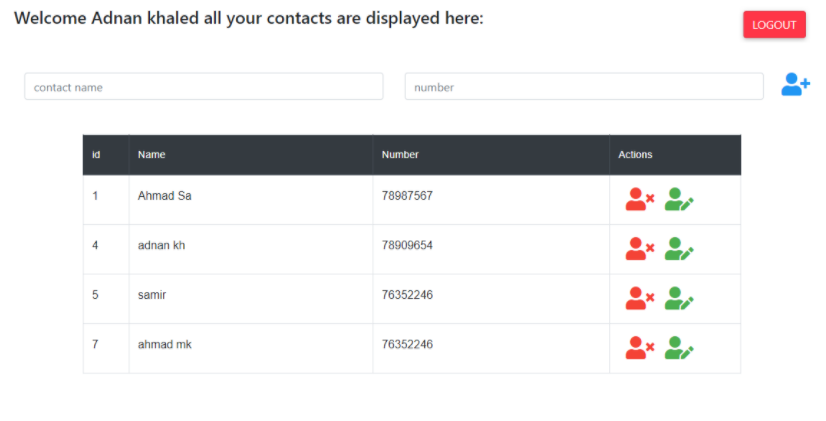 Welcome Adnan khaled all your contacts are displayed here:
LOGOUT
contact name number
id Name Number Actions
1 Ahmad Sa 78987567
4 adnan kh 78909654
5 samir 76352246
7 ahmad mk 76352246